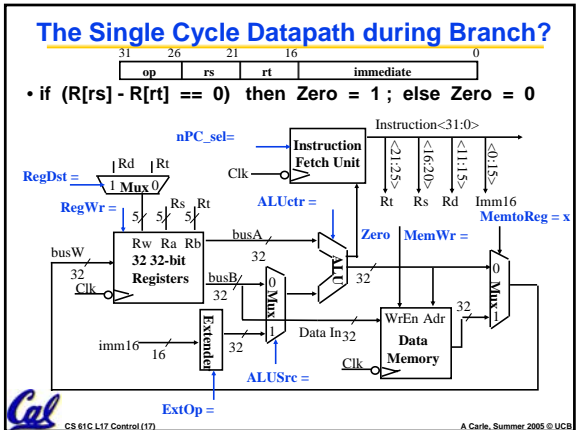 The Single Cycle Datapath during Branch?
31 26 21 16 0
op rs rt immediate
• if (R[rs] - R[rt] == 0) then Zero = 1 ; else Zero = 0
Instruction<31:0>
nPC_sel=
Instruction
Fetch Unit
Clk
<21:25>
<16:20>
<11:15>
<0:15>
Rt Rs Rd Imm16
Rd Rt
RegDst =
1 Mux 0
RegWr =
5 5 5
Rs Rt
ALUctr =
Zero
MemWr =
MemtoReg = x
busA
32
Rw Ra Rb
32 32-bit
Registers
busW
32
Clk
busB
32
0
Mux
1
ALU
32
0
Mux
1
32
WrEn Adr
Data In 32
Data
Memory
Clk
imm16
16
Extender
32
ALUSrc =
ExtOp =
Cal
CS 61C L17 Control (17)
A Carle, Summer 2005 © UCB